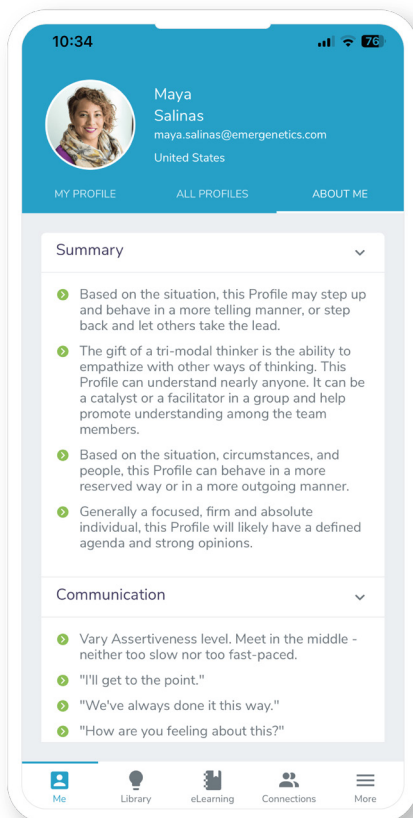 10:34
76
Maya
Salinas
maya.salinas@emergenetics.com
United States
MY PROFILE
ALL PROFILES
ABOUT ME
Summary
Based on the situation, this Profile may step up
and behave in a more telling manner, or step
back and let others take the lead.
The gift of a tri-modal thinker is the ability to
empathize with other ways of thinking. This
Profile can understand nearly anyone. It can be
a catalyst or a facilitator in a group and help
promote understanding among the team
members.
Based on the situation, circumstances, and
people, this Profile can behave in a more
reserved way or in a more outgoing manner.
Generally a focused, firm and absolute
individual, this Profile will likely have a defined
agenda and strong opinions.
Communication
Vary Assertiveness level. Meet in the middle -
neither too slow nor too fast-paced.
"I'll get to the point."
"We've always done it this way."
"How are you feeling about this?"
Me
Library
eLearning
Connections
More